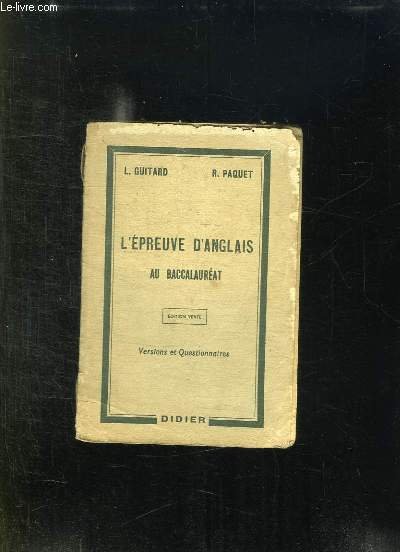 Le-livre.com
L. GUITARD R. PAQUET
L'ÉPREUVE D'ANGLAIS
AU BACCALAURÉAT
ÉDITION VERTE
Versions et Questionnaires
DIDIER